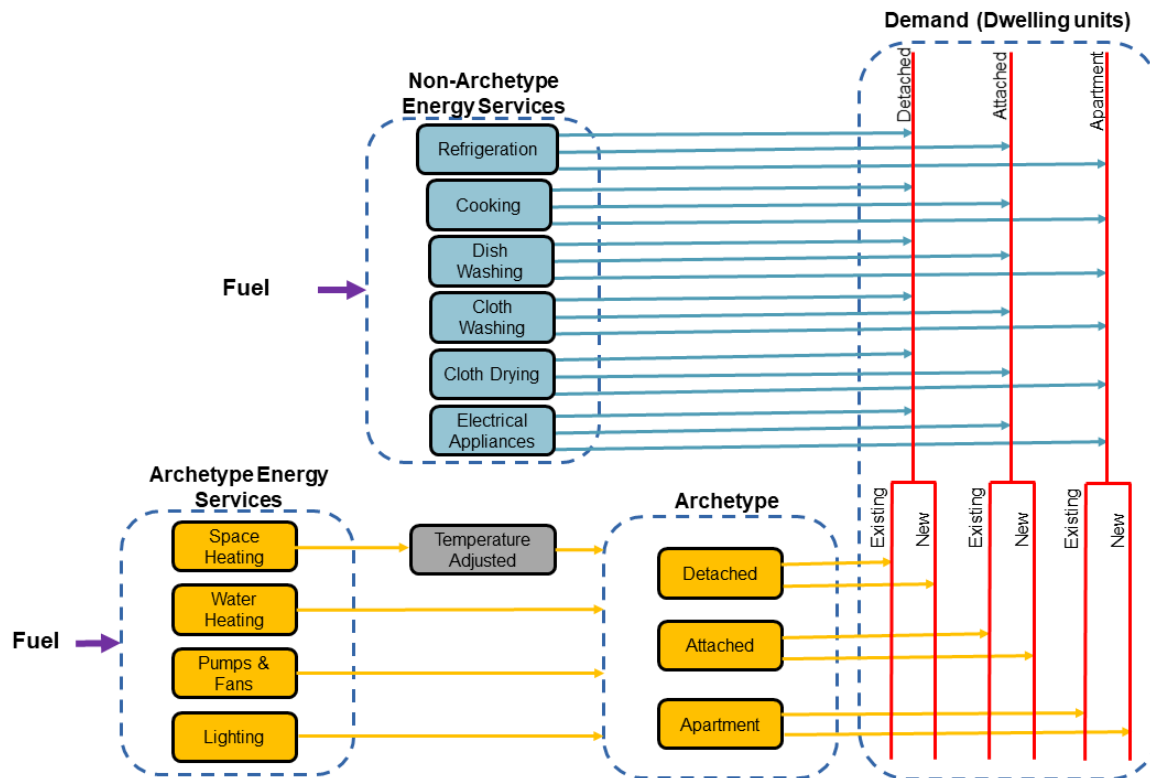 Demand (Dwelling units)
Detached
Attached
Apartment
Non-Archetype
Energy Services
Refrigeration
Cooking
Dish
Washing
Cloth
Washing
Cloth Drying
Electrical
Appliances
Fuel
Archetype Energy
Services
Space
Heating
Water
Heating
Pumps &
Fans
Lighting
Fuel
Temperature
Adjusted
Archetype
Detached
Attached
Apartment
Existing
New
Existing
New
Existing
New